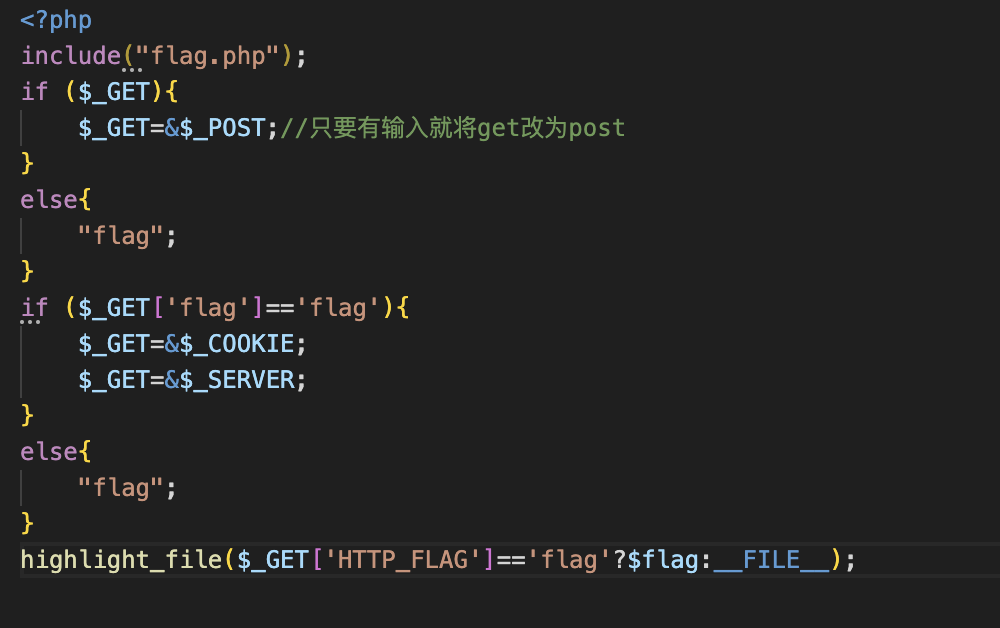 <?php
include("flag.php");
if ($_GET){
    $_GET=&$_POST;//只要有输入就将get改为post
}
else{
    "flag";
}
if ($_GET['flag']=='flag'){
    $_GET=&$_COOKIE;
    $_GET=&$_SERVER;
}
else{
    "flag";
}
highlight_file($_GET['HTTP_FLAG']=='flag'?$flag:__FILE__);